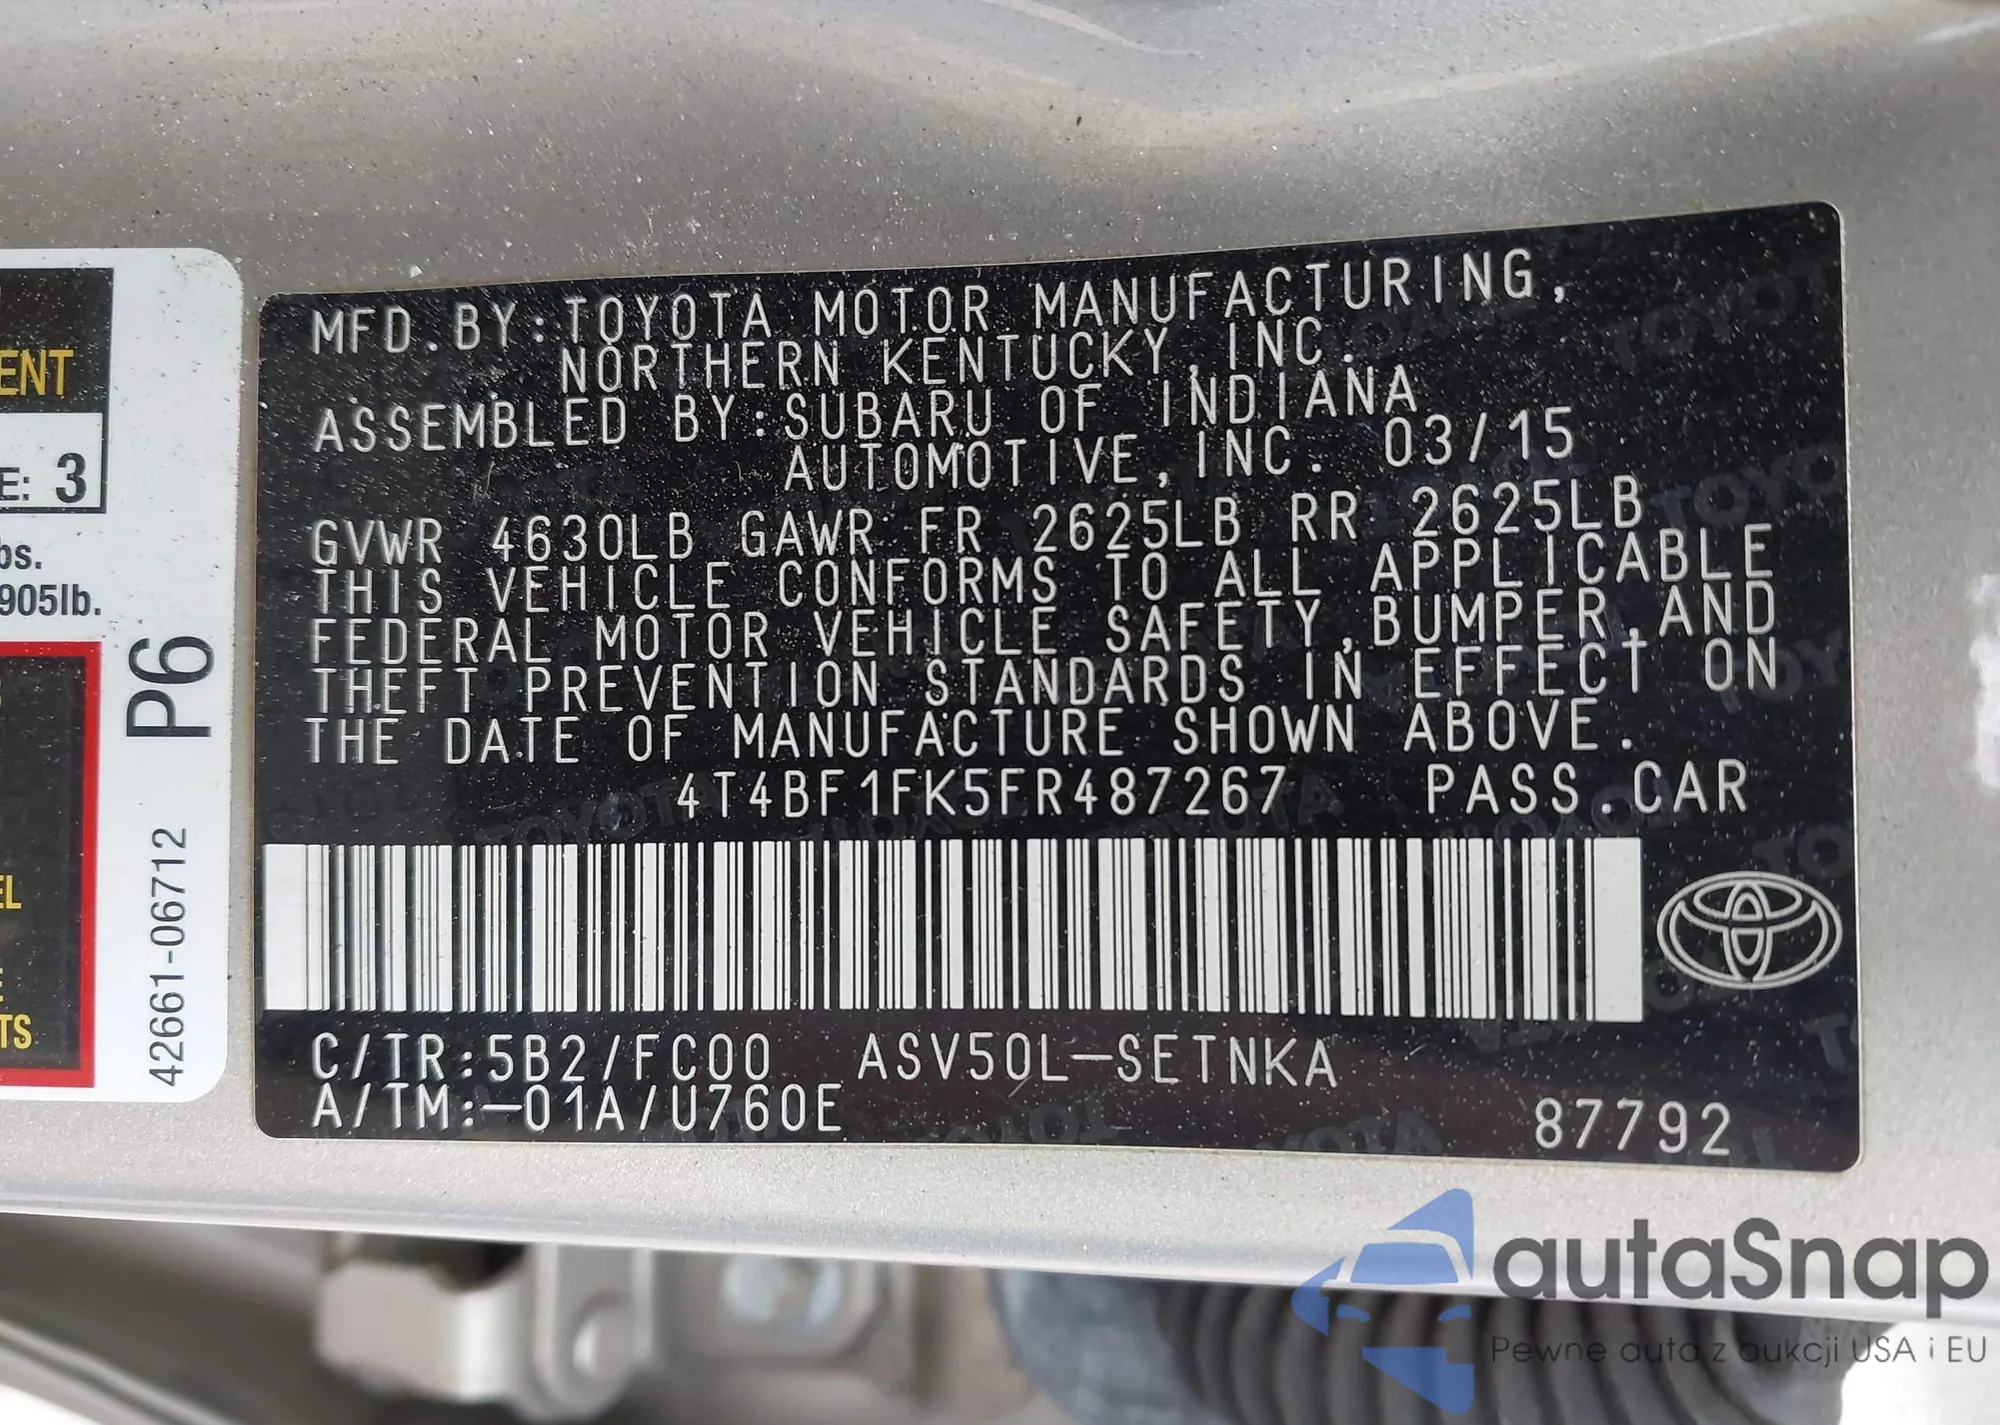 ENT
E: 3
bs.
905lb.
EL
TS
P6
42661-06712
MFD. BY:TOYOTA MOTOR MANUFACTURING,
NORTHERN KENTUCKY,INC.
ASSEMBLED BY:SUBARU OF INDIANA
AUTOMOTIVE,INC. 03/15
GVWR 4630LB GAWR FR 2625LB RR 2625LB
THIS VEHICLE CONFORMS TO ALL APPLICABLE
FEDERAL MOTOR VEHICLE SAFETY,BUMPER,AND
THEFT PREVENTION STANDARDS IN EFFECT ON
THE DATE OF MANUFACTURE SHOWN ABOVE.
4T4BF1FK5FR487267 PASS.CAR
C/TR:5B2/FC00 ASV50L-SETNKA
A/TM:-01A/U760E
87792
autaSnap
Pewne auta z aukcji USA i EU